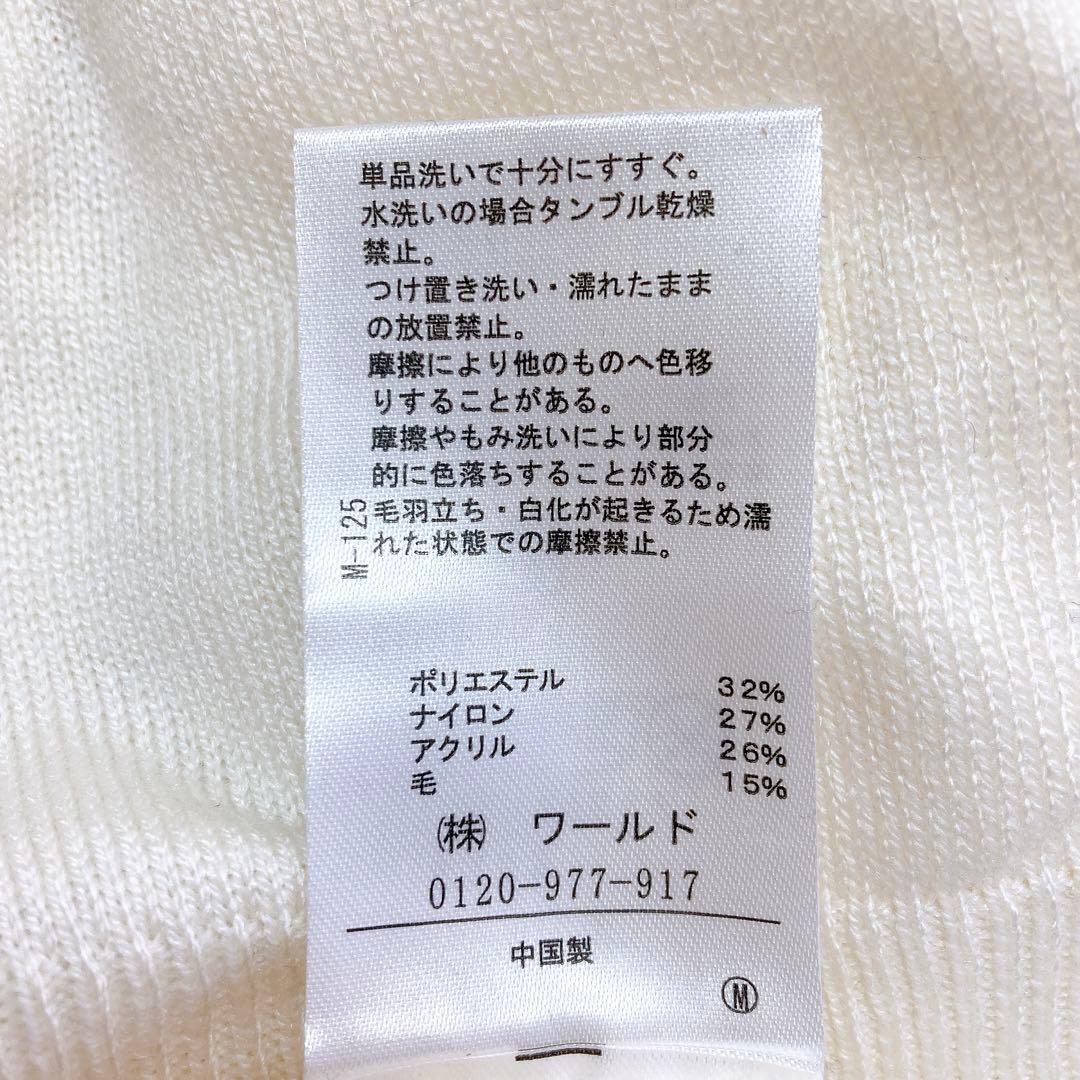 単品洗いで十分にすすぐ。
水洗いの場合タンブル乾燥
禁止。
つけ置き洗い・濡れたまま
の放置禁止。
摩擦により他のものへ色移
りすることがある。
摩擦やもみ洗いにより部分
的に色落ちすることがある。
毛羽立ち・白化が起きるため濡
れた状態での摩擦禁止。
M-125
ポリエステル 32%
ナイロン 27%
アクリル 26%
毛 15%
㈱ ワールド
0120-977-917
中国製
Ⓜ